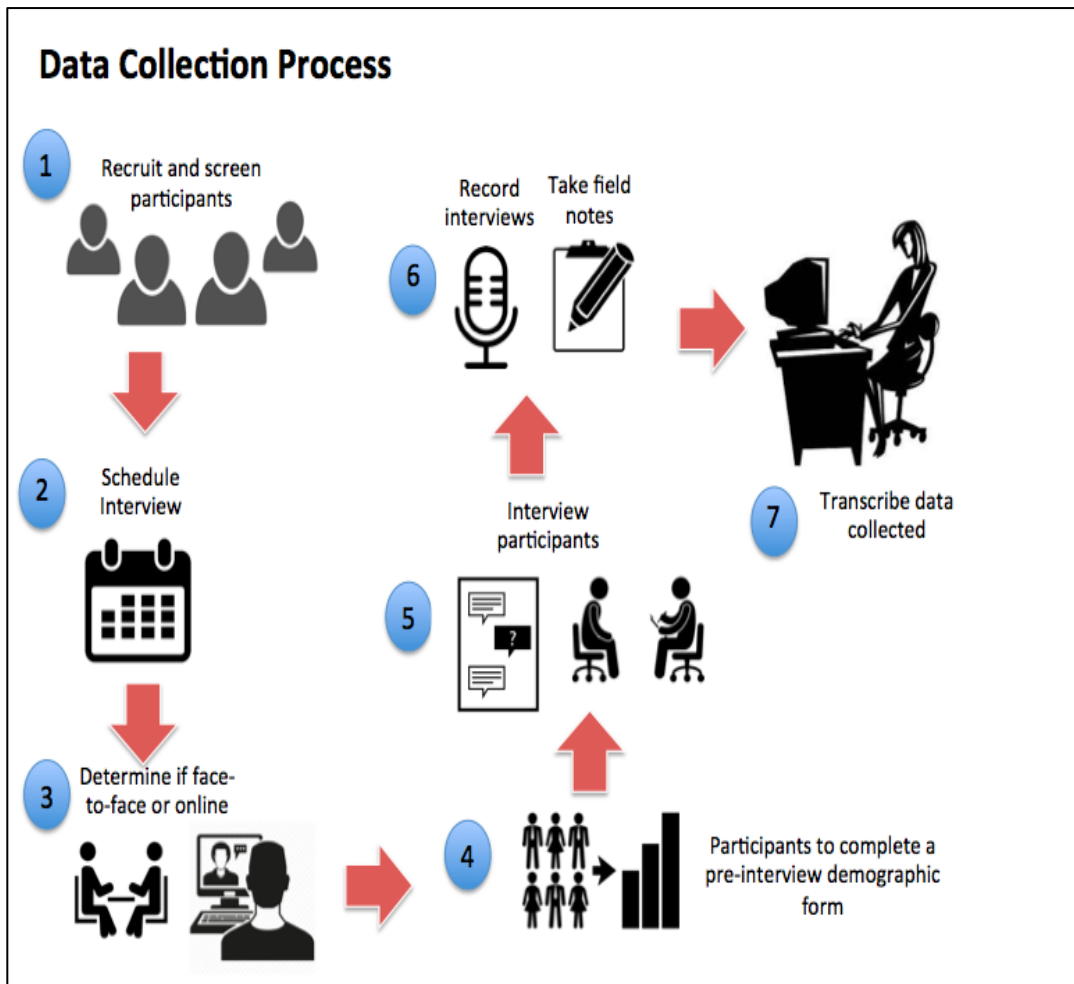 Data Collection Process
1
Recruit and screen
participants
2
Schedule
Interview
3
Determine if face-
to-face or online
4
Participants to complete a
pre-interview demographic
form
5
Interview
participants
?
6
Record
interviews
Take field
notes
7
Transcribe data
collected